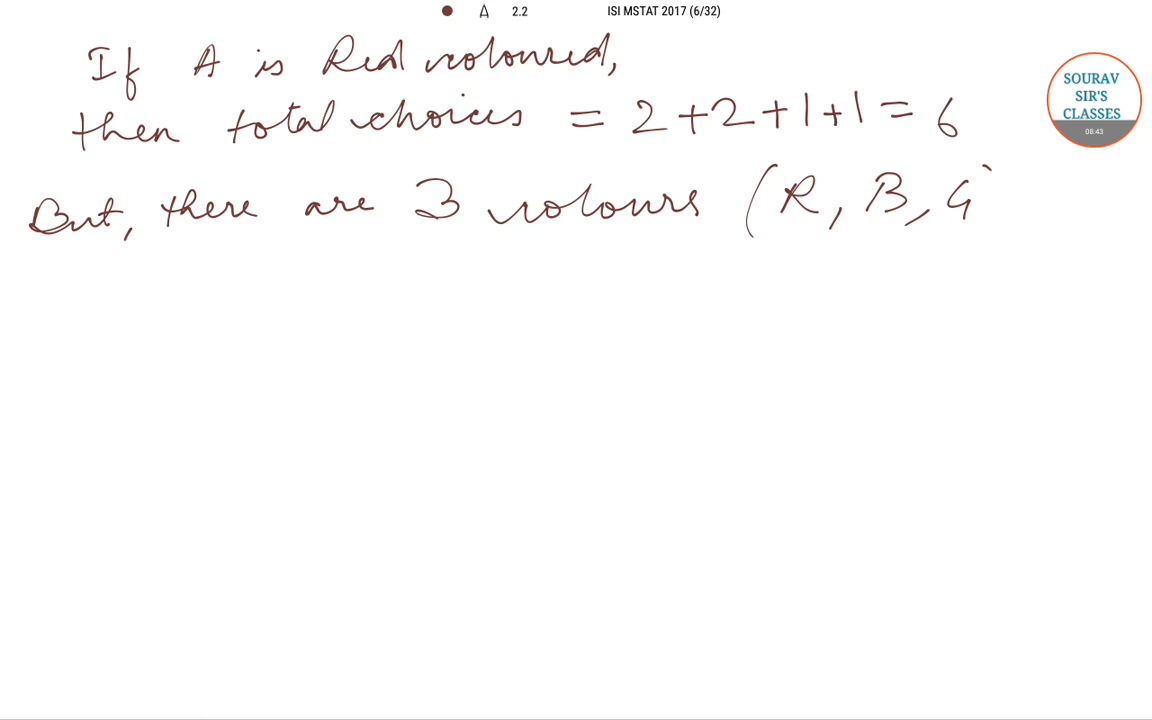 A 2.2 ISI MSTAT 2017 (6/32)
If A is Red coloured,
then total choices = 2+2+1+1 = 6
But, there are 3 colours (R, B, G
SOURAV
SIR'S
CLASSES
08:43